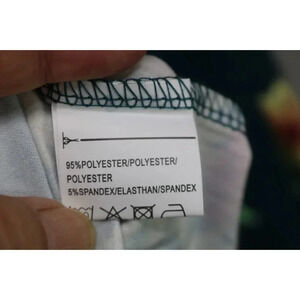 95%POLYESTER/POLYESTER/
POLYESTER
5%SPANDEX/ELASTHAN/SPANDEX